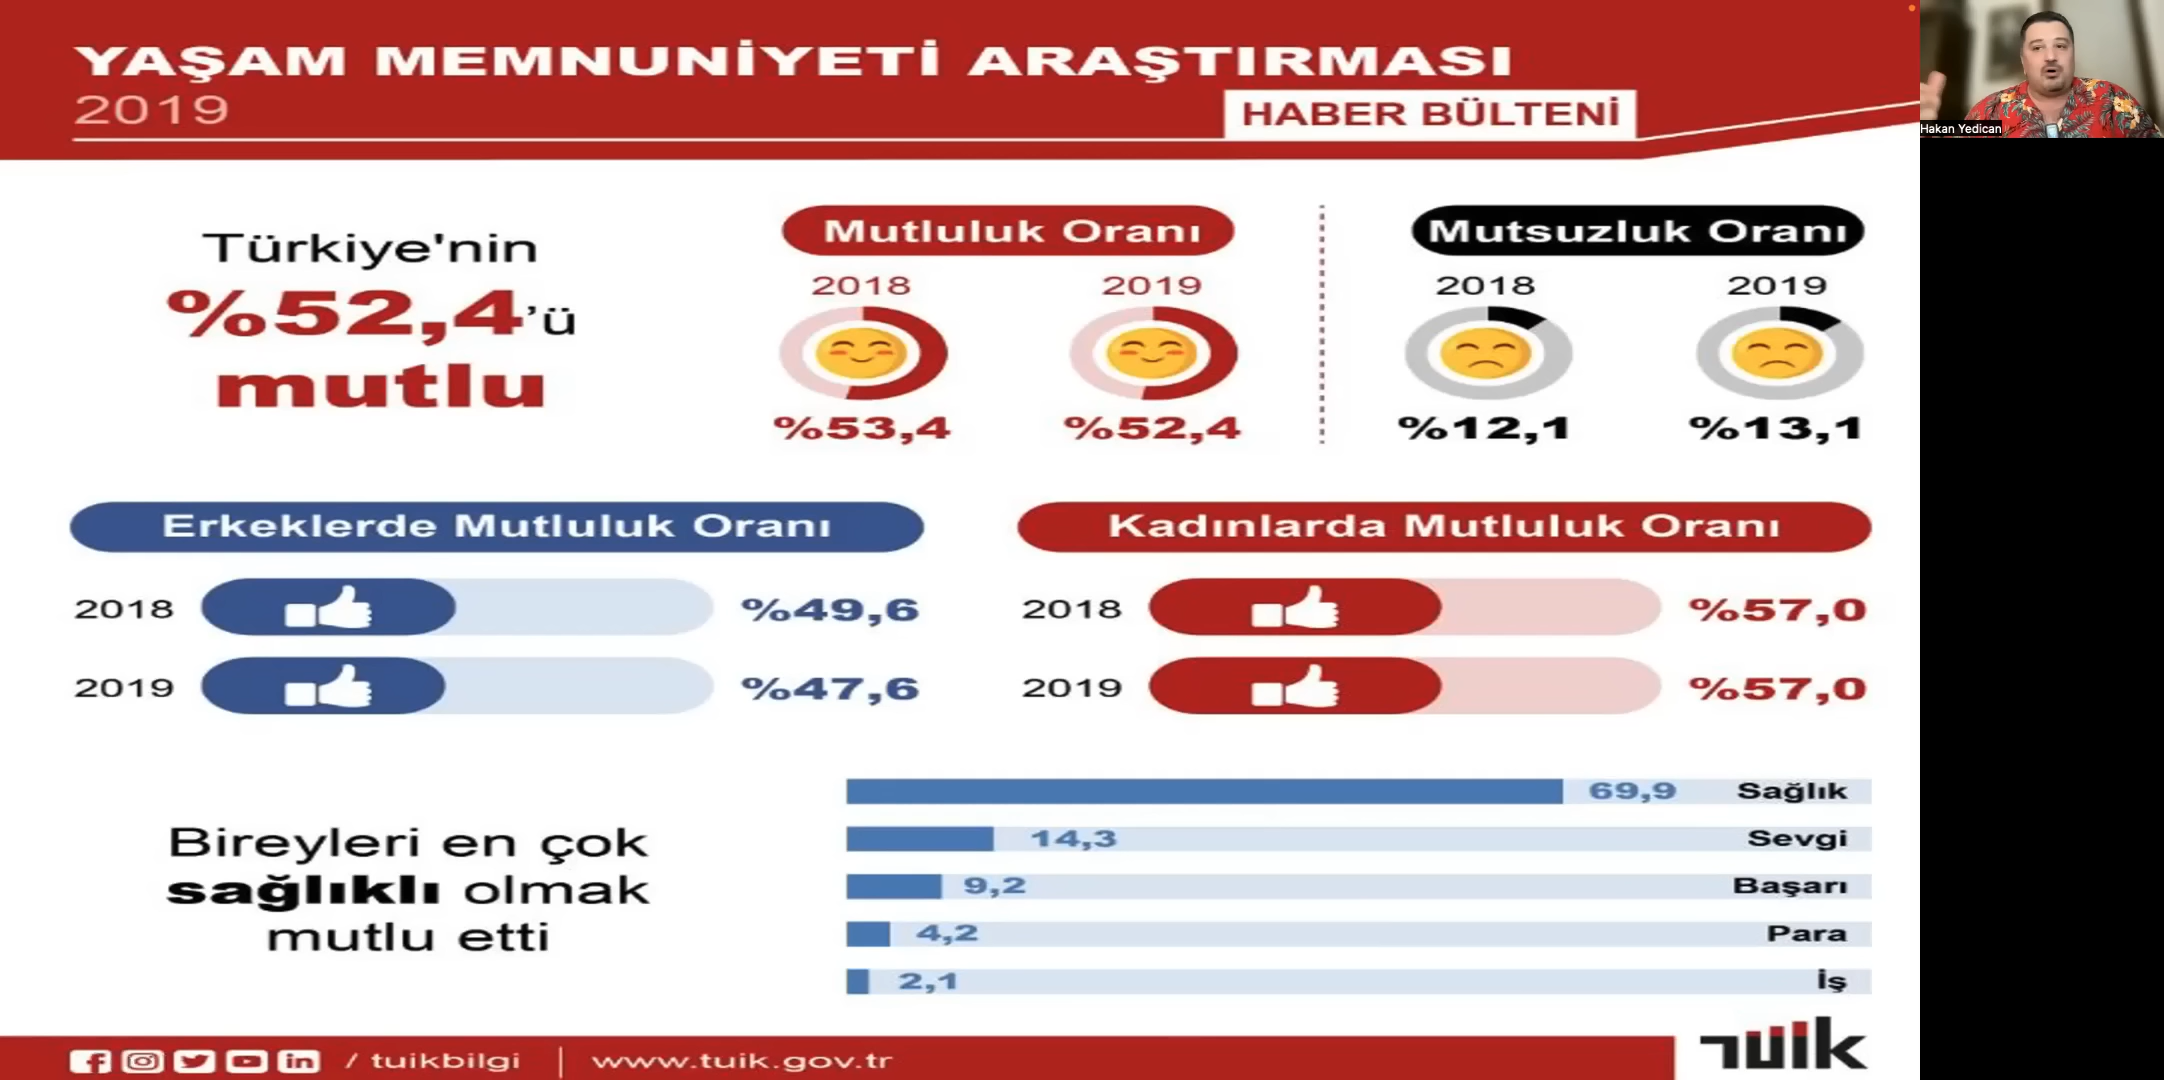 YAŞAM MEMNUNİYETİ ARAŞTIRMASI
2019
HABER BÜLTENİ
Hakan Yedican
Türkiye'nin
%52,4'ü
mutlu
Mutluluk Oranı
2018
2019
%53,4
%52,4
Mutsuzluk Oranı
2018
2019
%12,1
%13,1
Erkeklerde Mutluluk Oranı
2018 %49,6
2019 %47,6
Kadınlarda Mutluluk Oranı
2018 %57,0
2019 %57,0
Bireyleri en çok
sağlıklı olmak
mutlu etti
69,9 Sağlık
14,3 Sevgi
9,2 Başarı
4,2 Para
2,1 İş
/ tuikbilgi | www.tuik.gov.tr
TUİK